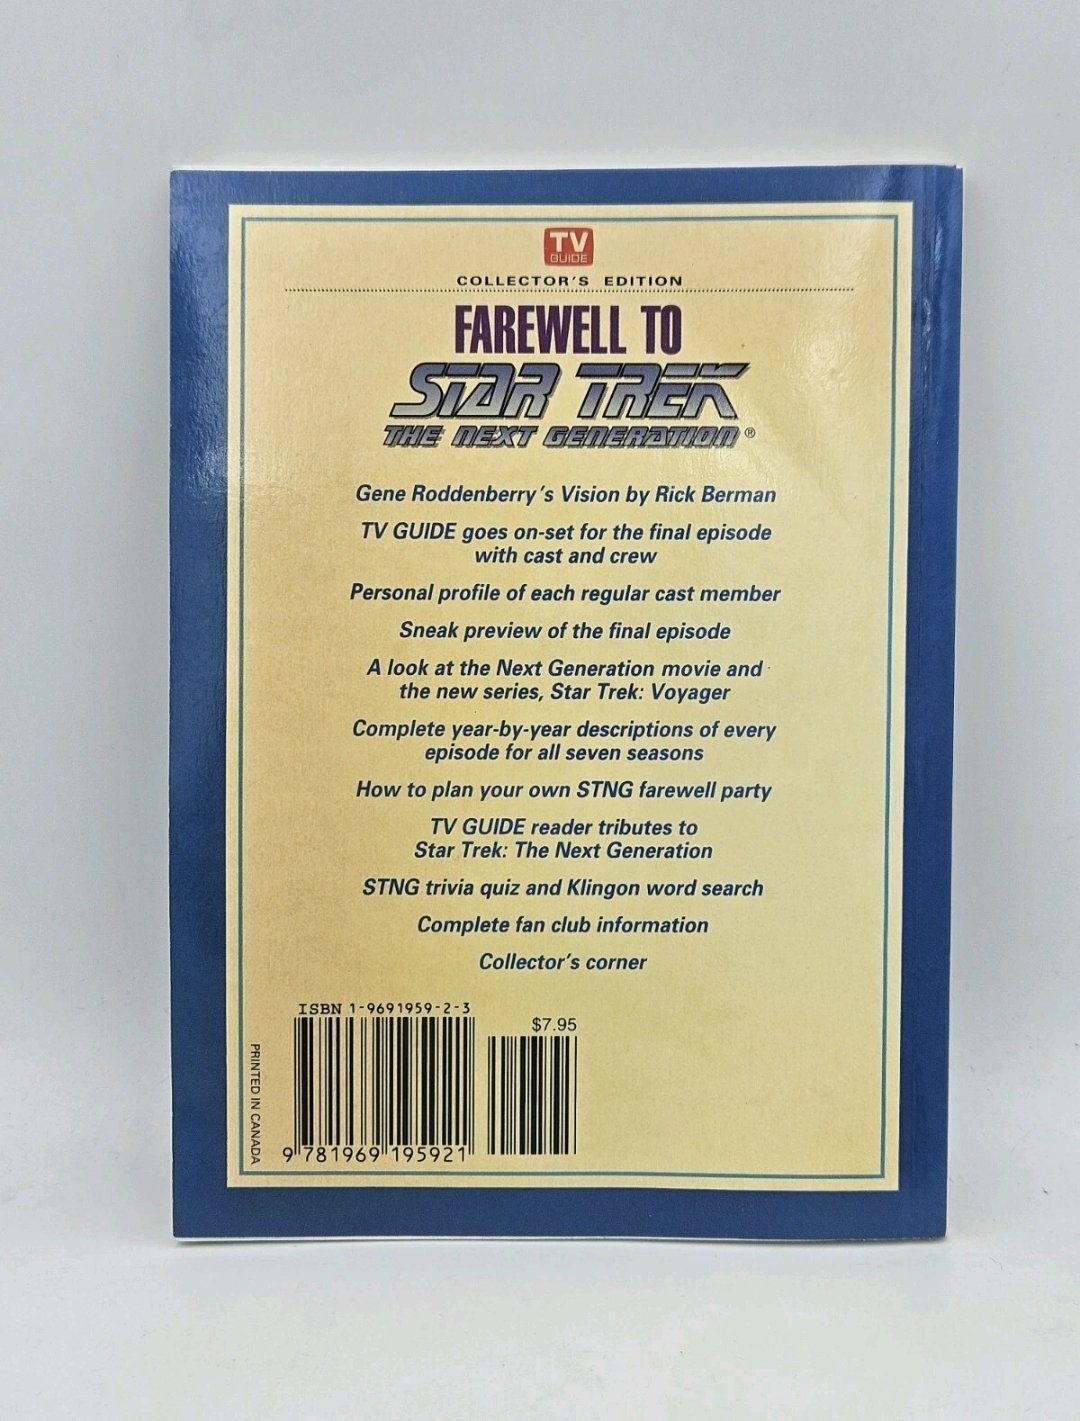 TV
GUIDE
COLLECTOR'S EDITION
FAREWELL TO
STAR TREK
THE NEXT GENERATION®
Gene Roddenberry's Vision by Rick Berman
TV GUIDE goes on-set for the final episode
with cast and crew
Personal profile of each regular cast member
Sneak preview of the final episode
A look at the Next Generation movie and
the new series, Star Trek: Voyager
Complete year-by-year descriptions of every
episode for all seven seasons
How to plan your own STNG farewell party
TV GUIDE reader tributes to
Star Trek: The Next Generation
STNG trivia quiz and Klingon word search
Complete fan club information
Collector's corner
ISBN 1-9691959-2-3
$7.95
PRINTED IN CANADA
9 781969 195921